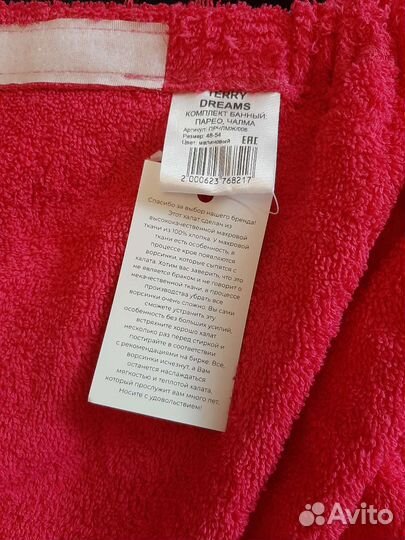 TERRY
DREAMS
КОМПЛЕКТ БАННЫЙ:
ПАРЕО, ЧАЛМА
Артикул: ПРЧЛМЖ/006
Размер: 48-54
Цвет: малиновый
EAC
2 000623 768217
Спасибо за выбор нашего бренда!
Этот халат сделан из
высококачественной махровой
ткани из 100% хлопка. У махровой
ткани есть особенность, в
процессе кроя появляются
ворсинки, которые сыпятся с
халата. Хотим вас заверить, что это
не является браком и не говорит о
некачественной ткани, в процессе
производства убрать все
ворсинки очень сложно. Вы сами
сможете устранить эту
особенность без больших усилий,
встряхните хорошо халат
несколько раз перед стиркой и
постирайте в соответствии
с рекомендациями на бирке. Все,
ворсинки исчезнут, а Вам
останется наслаждаться
мягкостью и теплотой халата,
который прослужит вам много лет.
Носите с удовольствием!
Avito